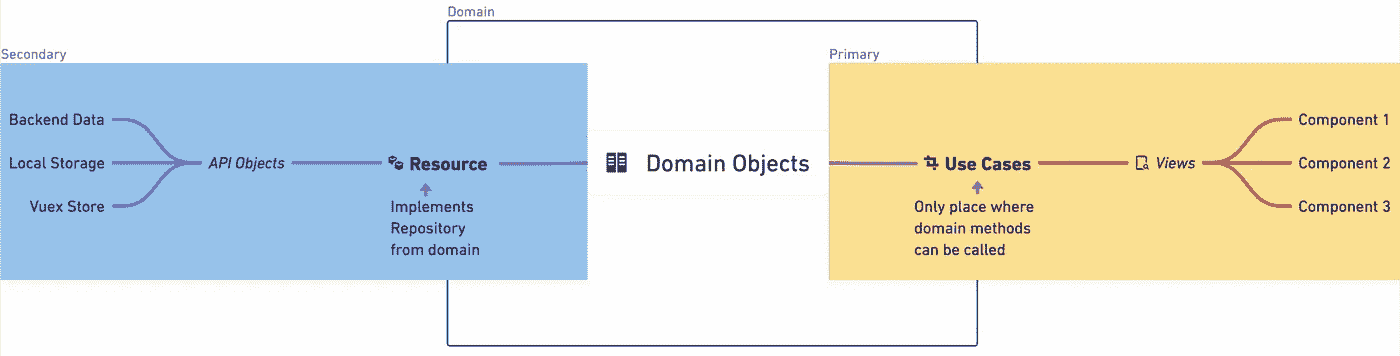 Domain
Secondary
Primary
Backend Data
Local Storage
Vuex Store
API Objects
Resource
Implements
Repository
from domain
Domain Objects
Use Cases
Only place where
domain methods
can be called
Views
Component 1
Component 2
Component 3